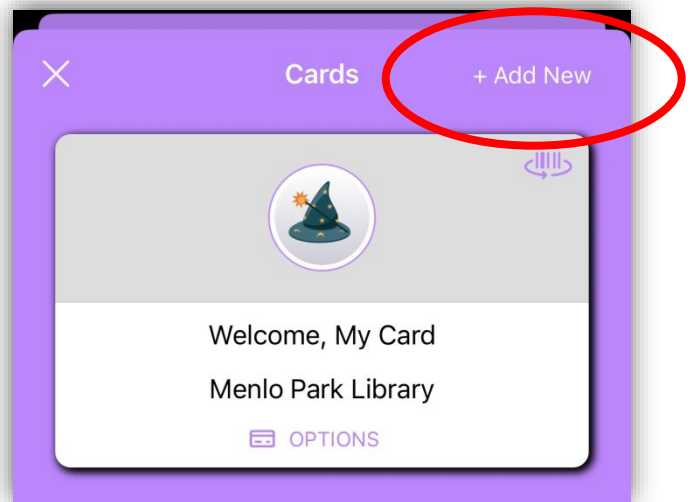 Cards
+ Add New
Welcome, My Card
Menlo Park Library
OPTIONS